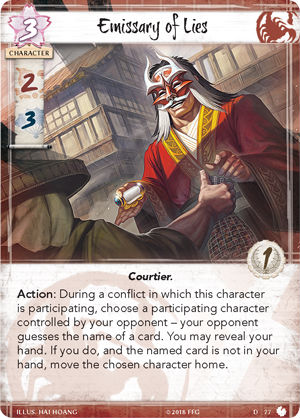 3
Emissary of Lies
CHARACTER
2
3
1
Courtier.
Action: During a conflict in which this character
is participating, choose a participating character
controlled by your opponent – your opponent
guesses the name of a card. You may reveal your
hand. If you do, and the named card is not in your
hand, move the chosen character home.
ILLUS. HAI HOANG
©2018 FFG
D 77